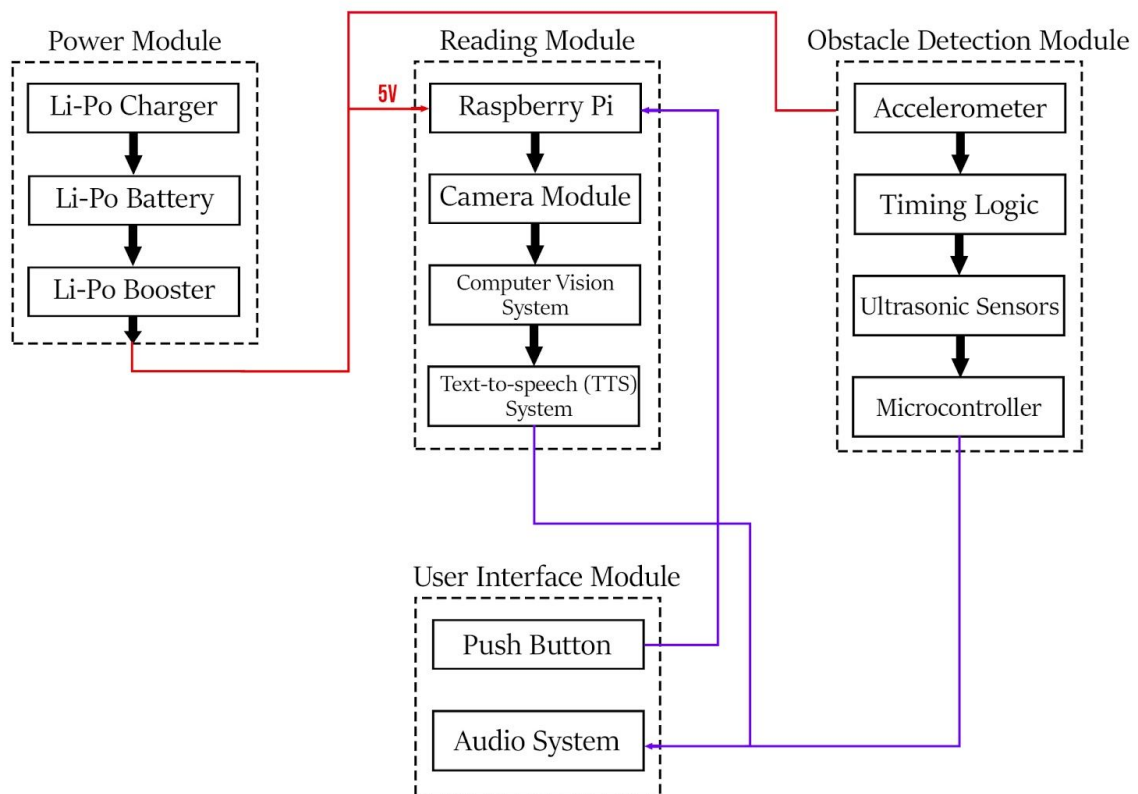 Power Module
Li-Po Charger
Li-Po Battery
Li-Po Booster
5V
Reading Module
Raspberry Pi
Camera Module
Computer Vision
System
Text-to-speech (TTS)
System
Obstacle Detection Module
Accelerometer
Timing Logic
Ultrasonic Sensors
Microcontroller
User Interface Module
Push Button
Audio System